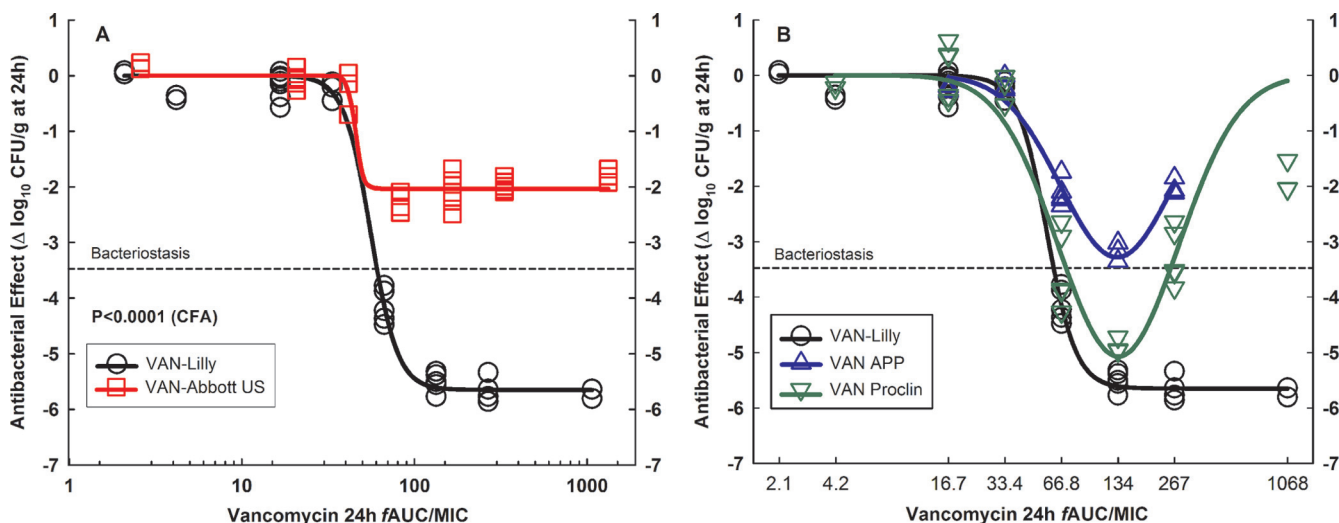 A
Antibacterial Effect (Δ log10 CFU/g at 24h)
1
0
-1
-2
-3
-4
-5
-6
-7
1
0
-1
-2
-3
-4
-5
-6
-7
Bacteriostasis
P<0.0001 (CFA)
VAN-Lilly
VAN-Abbott US
1 10 100 1000
Vancomycin 24h fAUC/MIC
B
Antibacterial Effect (Δ log10 CFU/g at 24h)
1
0
-1
-2
-3
-4
-5
-6
-7
1
0
-1
-2
-3
-4
-5
-6
-7
Bacteriostasis
VAN-Lilly
VAN APP
VAN Proclin
2.1 4.2 16.7 33.4 66.8 134 267 1068
Vancomycin 24h fAUC/MIC